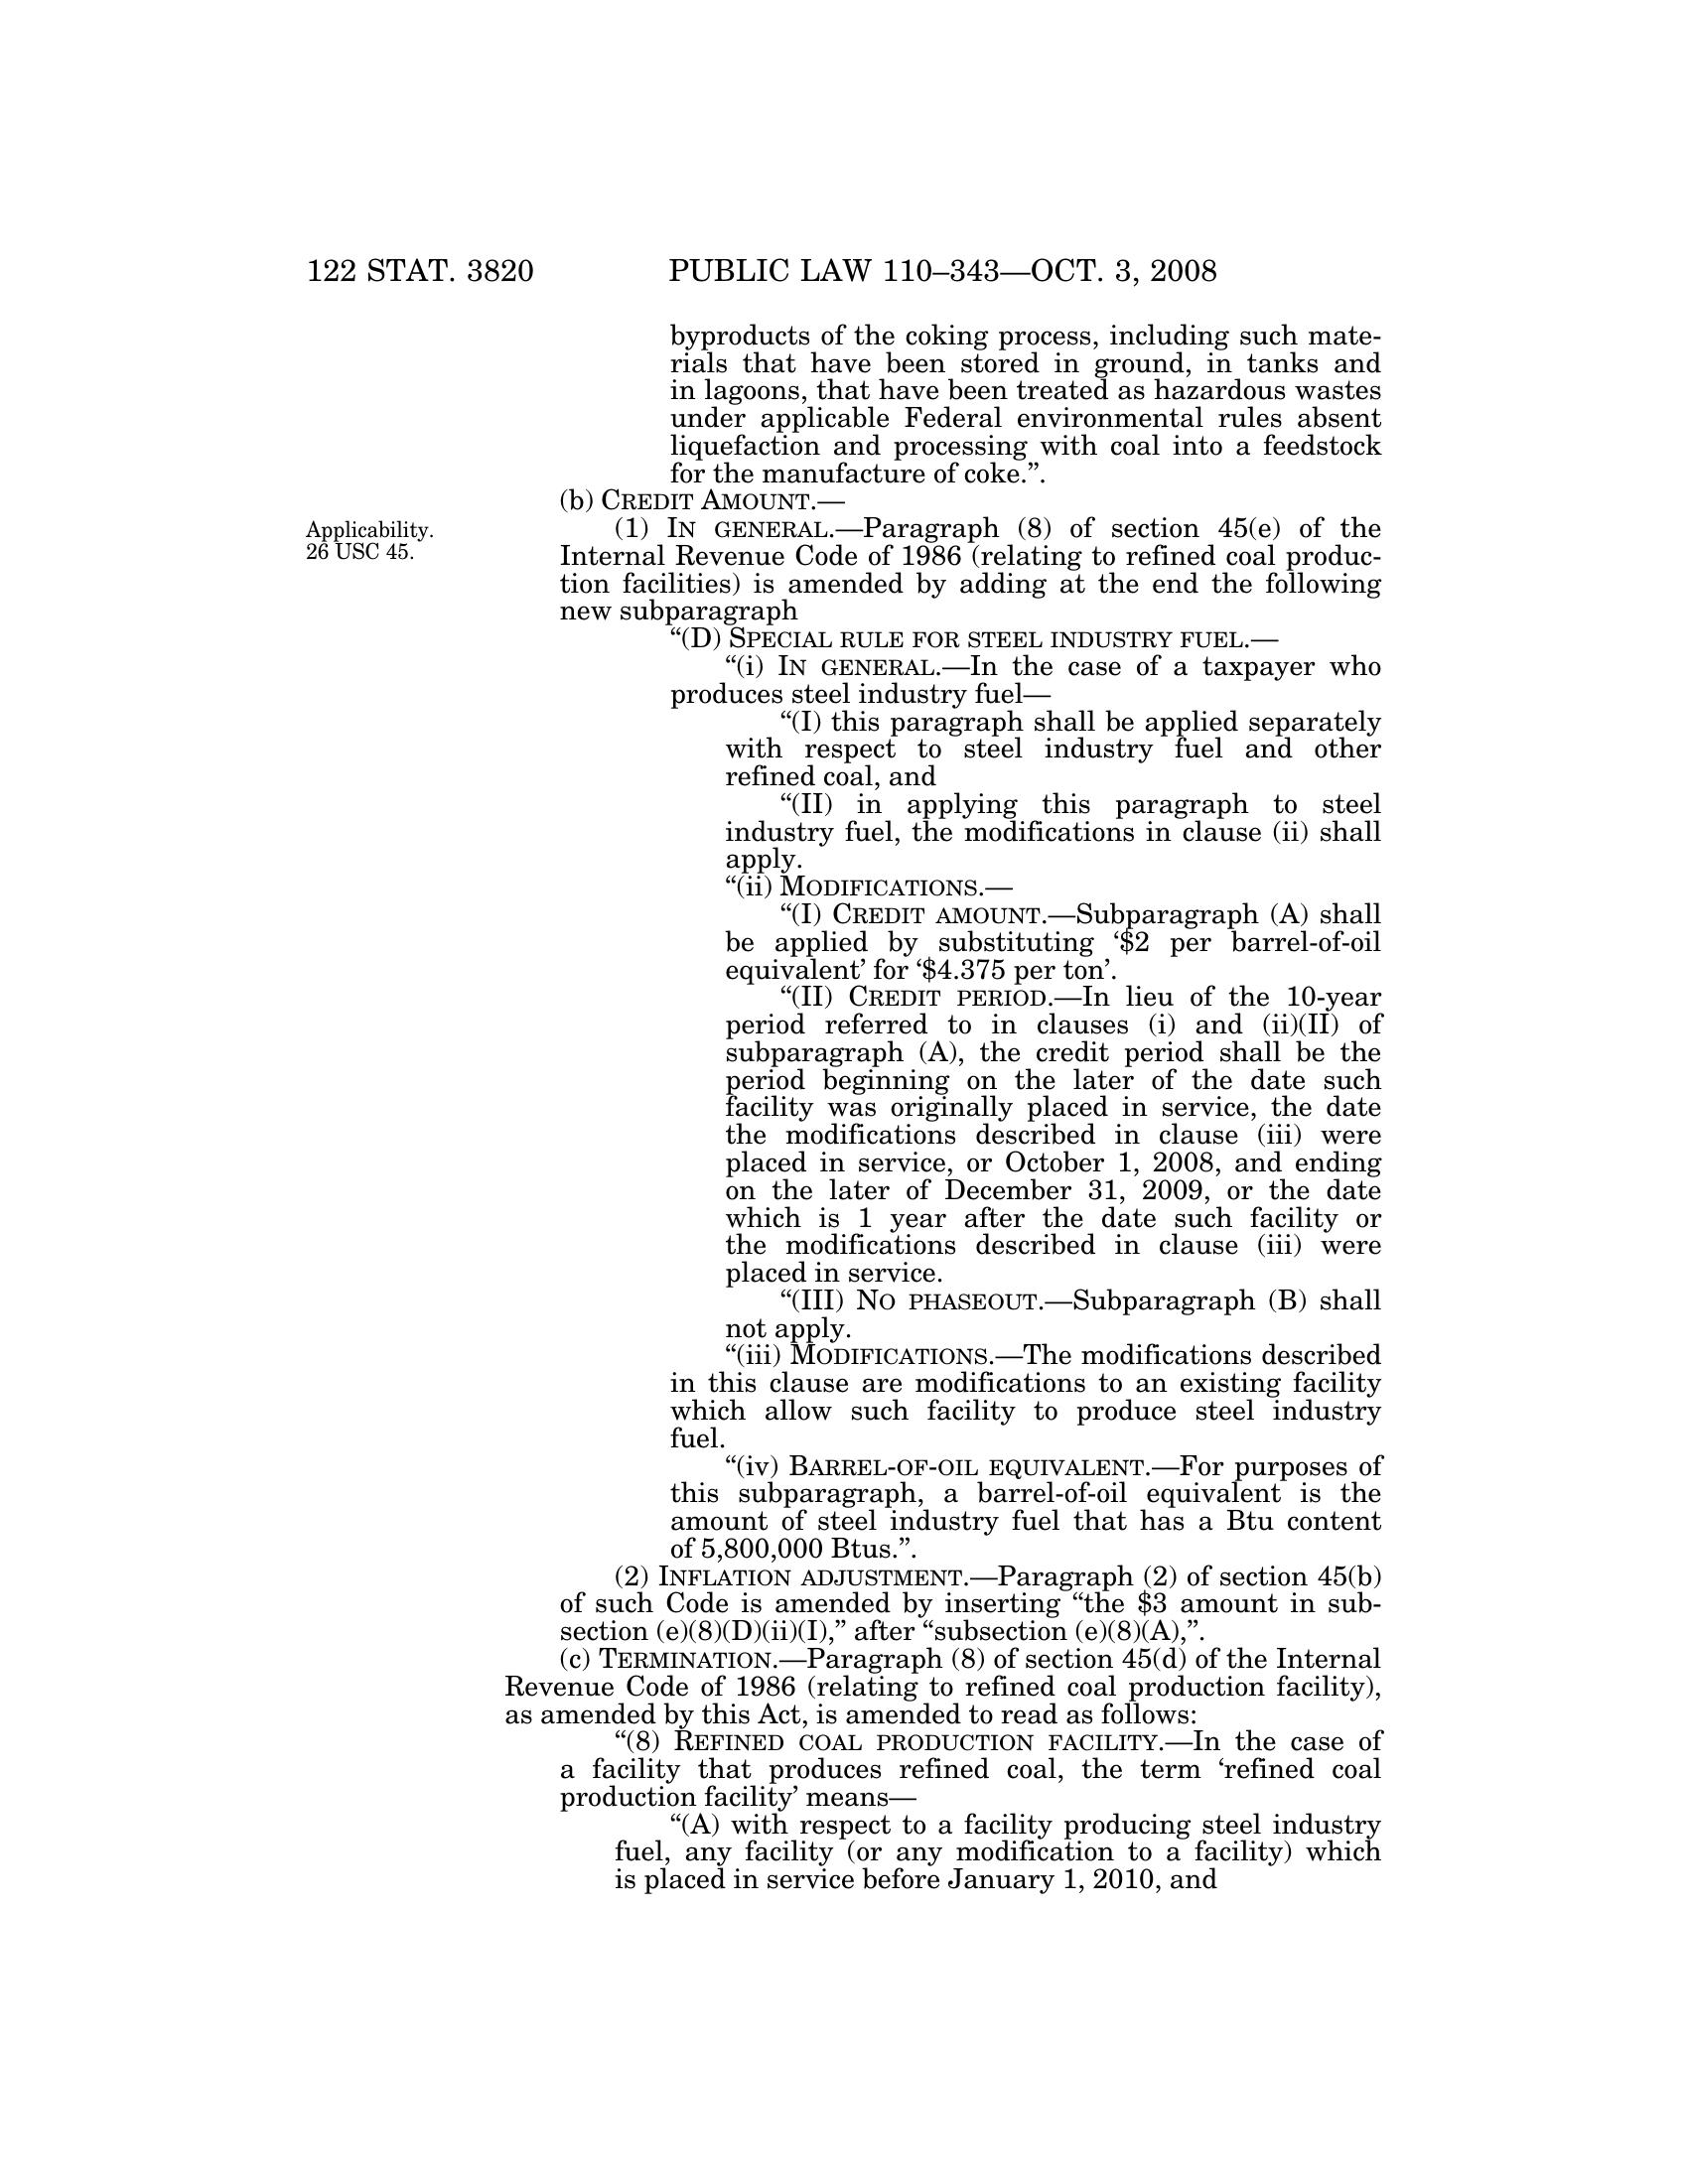 122 STAT. 3820 PUBLIC LAW 110–343—OCT. 3, 2008
byproducts of the coking process, including such mate-
rials that have been stored in ground, in tanks and
in lagoons, that have been treated as hazardous wastes
under applicable Federal environmental rules absent
liquefaction and processing with coal into a feedstock
for the manufacture of coke.”.
(b) CREDIT AMOUNT.—
Applicability.
26 USC 45.
(1) IN GENERAL.—Paragraph (8) of section 45(e) of the
Internal Revenue Code of 1986 (relating to refined coal produc-
tion facilities) is amended by adding at the end the following
new subparagraph
“(D) SPECIAL RULE FOR STEEL INDUSTRY FUEL.—
“(i) IN GENERAL.—In the case of a taxpayer who
produces steel industry fuel—
“(I) this paragraph shall be applied separately
with respect to steel industry fuel and other
refined coal, and
“(II) in applying this paragraph to steel
industry fuel, the modifications in clause (ii) shall
apply.
“(ii) MODIFICATIONS.—
“(I) CREDIT AMOUNT.—Subparagraph (A) shall
be applied by substituting ‘$2 per barrel-of-oil
equivalent’ for ‘$4.375 per ton’.
“(II) CREDIT PERIOD.—In lieu of the 10-year
period referred to in clauses (i) and (ii)(II) of
subparagraph (A), the credit period shall be the
period beginning on the later of the date such
facility was originally placed in service, the date
the modifications described in clause (iii) were
placed in service, or October 1, 2008, and ending
on the later of December 31, 2009, or the date
which is 1 year after the date such facility or
the modifications described in clause (iii) were
placed in service.
“(III) NO PHASEOUT.—Subparagraph (B) shall
not apply.
“(iii) MODIFICATIONS.—The modifications described
in this clause are modifications to an existing facility
which allow such facility to produce steel industry
fuel.
“(iv) BARREL-OF-OIL EQUIVALENT.—For purposes of
this subparagraph, a barrel-of-oil equivalent is the
amount of steel industry fuel that has a Btu content
of 5,800,000 Btus.”.
(2) INFLATION ADJUSTMENT.—Paragraph (2) of section 45(b)
of such Code is amended by inserting “the $3 amount in sub-
section (e)(8)(D)(ii)(I),” after “subsection (e)(8)(A),”.
(c) TERMINATION.—Paragraph (8) of section 45(d) of the Internal
Revenue Code of 1986 (relating to refined coal production facility),
as amended by this Act, is amended to read as follows:
“(8) REFINED COAL PRODUCTION FACILITY.—In the case of
a facility that produces refined coal, the term ‘refined coal
production facility’ means—
“(A) with respect to a facility producing steel industry
fuel, any facility (or any modification to a facility) which
is placed in service before January 1, 2010, and